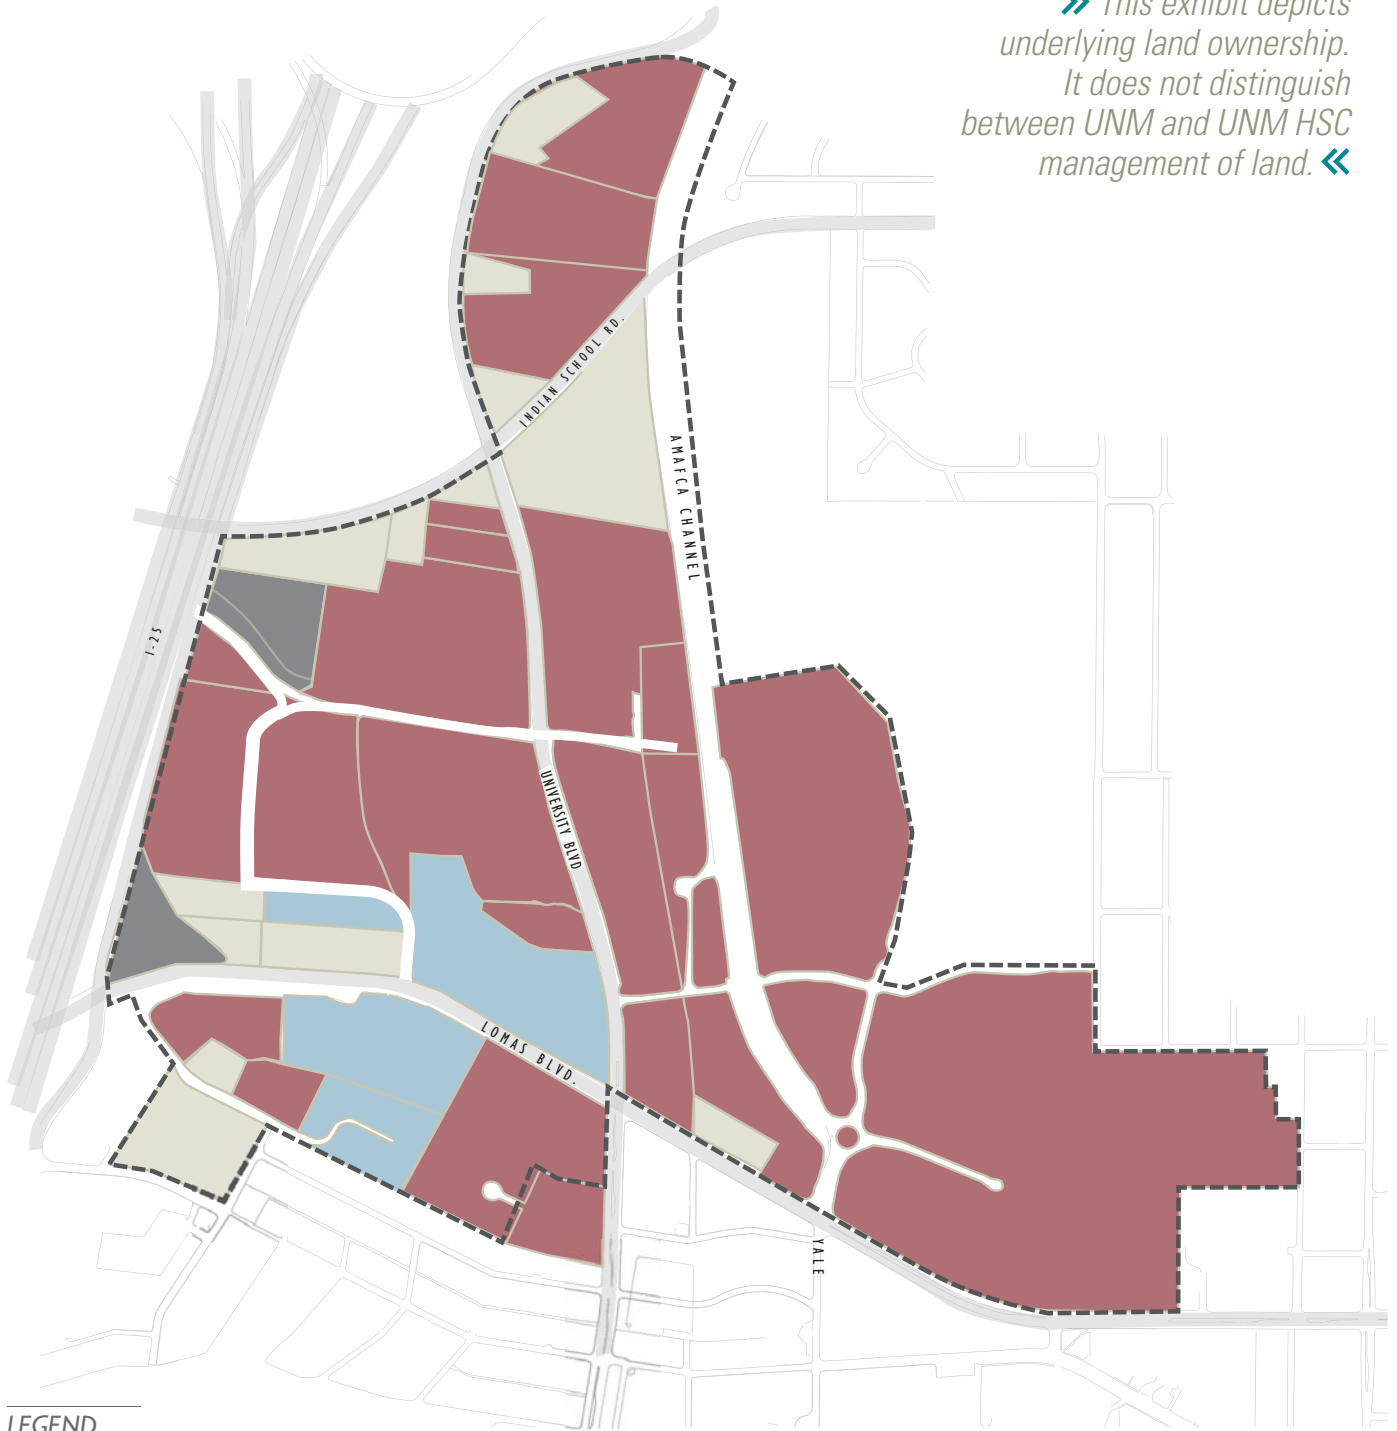 » This exhibit depicts
underlying land ownership.
It does not distinguish
between UNM and UNM HSC
management of land. «
INDIAN SCHOOL RD.
AMAFCA CHANNEL
I-25
UNIVERSITY BLVD
LOMAS BLVD.
YALE
LEGEND